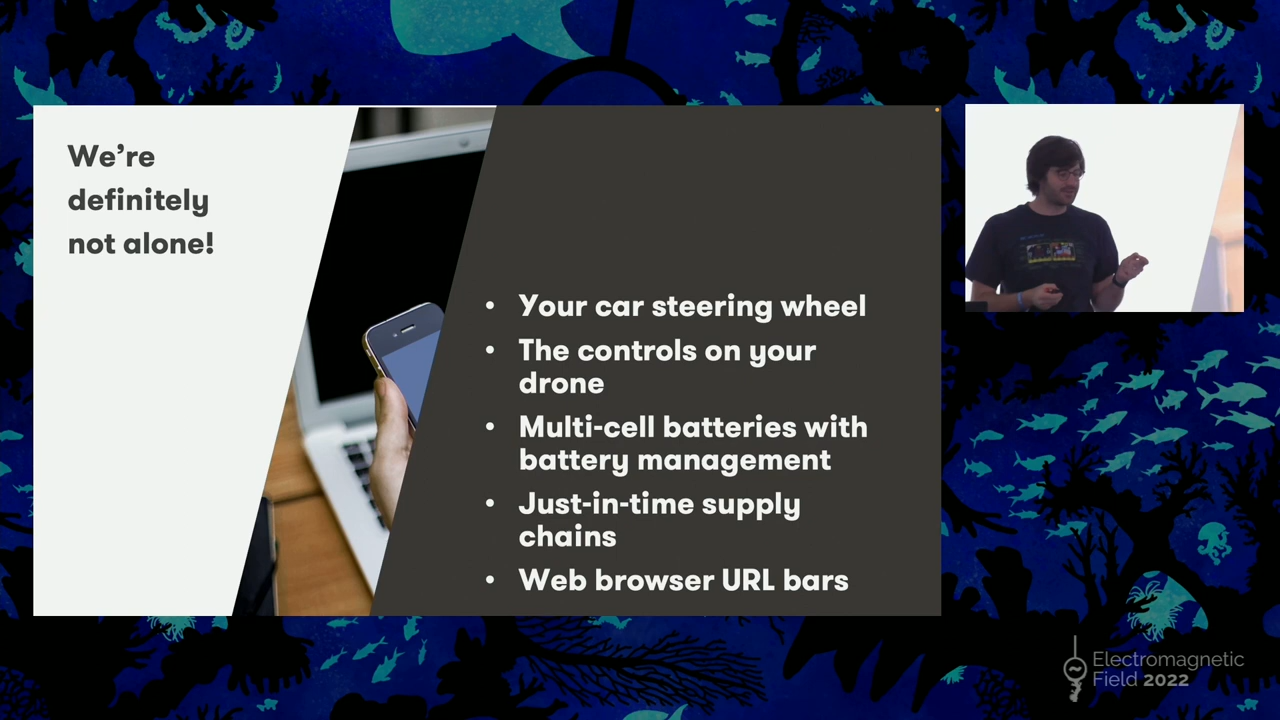 We’re
definitely
not alone!
• Your car steering wheel
• The controls on your
drone
• Multi-cell batteries with
battery management
• Just-in-time supply
chains
• Web browser URL bars
Electromagnetic
Field 2022